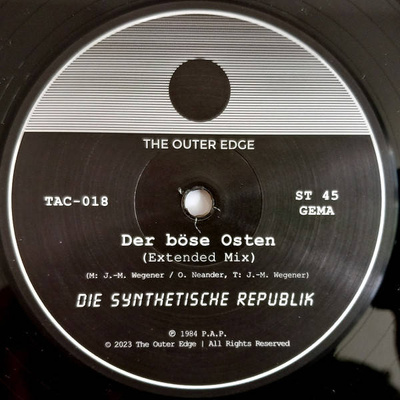 THE OUTER EDGE
TAC-018
ST 45
GEMA
Der böse Osten
(Extended Mix)
(M: J.-M. Wegener / O. Neander, T: J.-M. Wegener)
DIE SYNTHETISCHE REPUBLIK
℗ 1984 P.A.P.
© 2023 The Outer Edge | All Rights Reserved